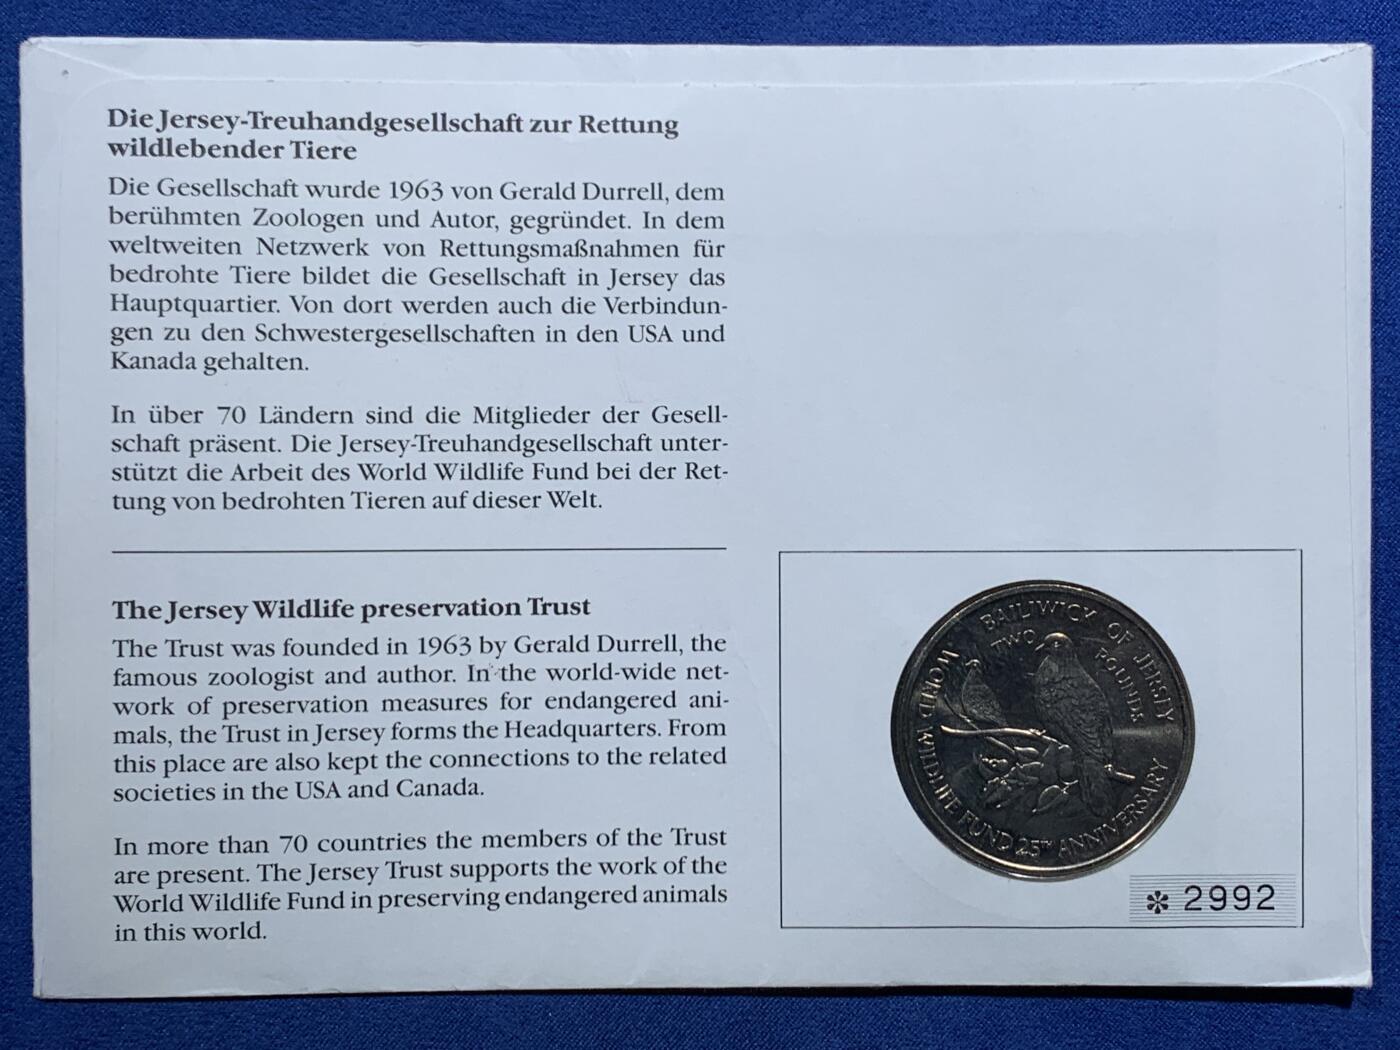 Die Jersey-Treuhandgesellschaft zur Rettung
wildlebender Tiere
Die Gesellschaft wurde 1963 von Gerald Durrell, dem
berühmten Zoologen und Autor, gegründet. In dem
weltweiten Netzwerk von Rettungsmaßnahmen für
bedrohte Tiere bildet die Gesellschaft in Jersey das
Hauptquartier. Von dort werden auch die Verbindun-
gen zu den Schwestergesellschaften in den USA und
Kanada gehalten.
In über 70 Ländern sind die Mitglieder der Gesell-
schaft präsent. Die Jersey-Treuhandgesellschaft unter-
stützt die Arbeit des World Wildlife Fund bei der Ret-
tung von bedrohten Tieren auf dieser Welt.
The Jersey Wildlife preservation Trust
The Trust was founded in 1963 by Gerald Durrell, the
famous zoologist and author. In the world-wide net-
work of preservation measures for endangered ani-
mals, the Trust in Jersey forms the Headquarters. From
this place are also kept the connections to the related
societies in the USA and Canada.
In more than 70 countries the members of the Trust
are present. The Jersey Trust supports the work of the
World Wildlife Fund in preserving endangered animals
in this world.
BAILIWICK OF JERSEY
TWO POUNDS
WORLD WILDLIFE FUND 25TH ANNIVERSARY
* 2992